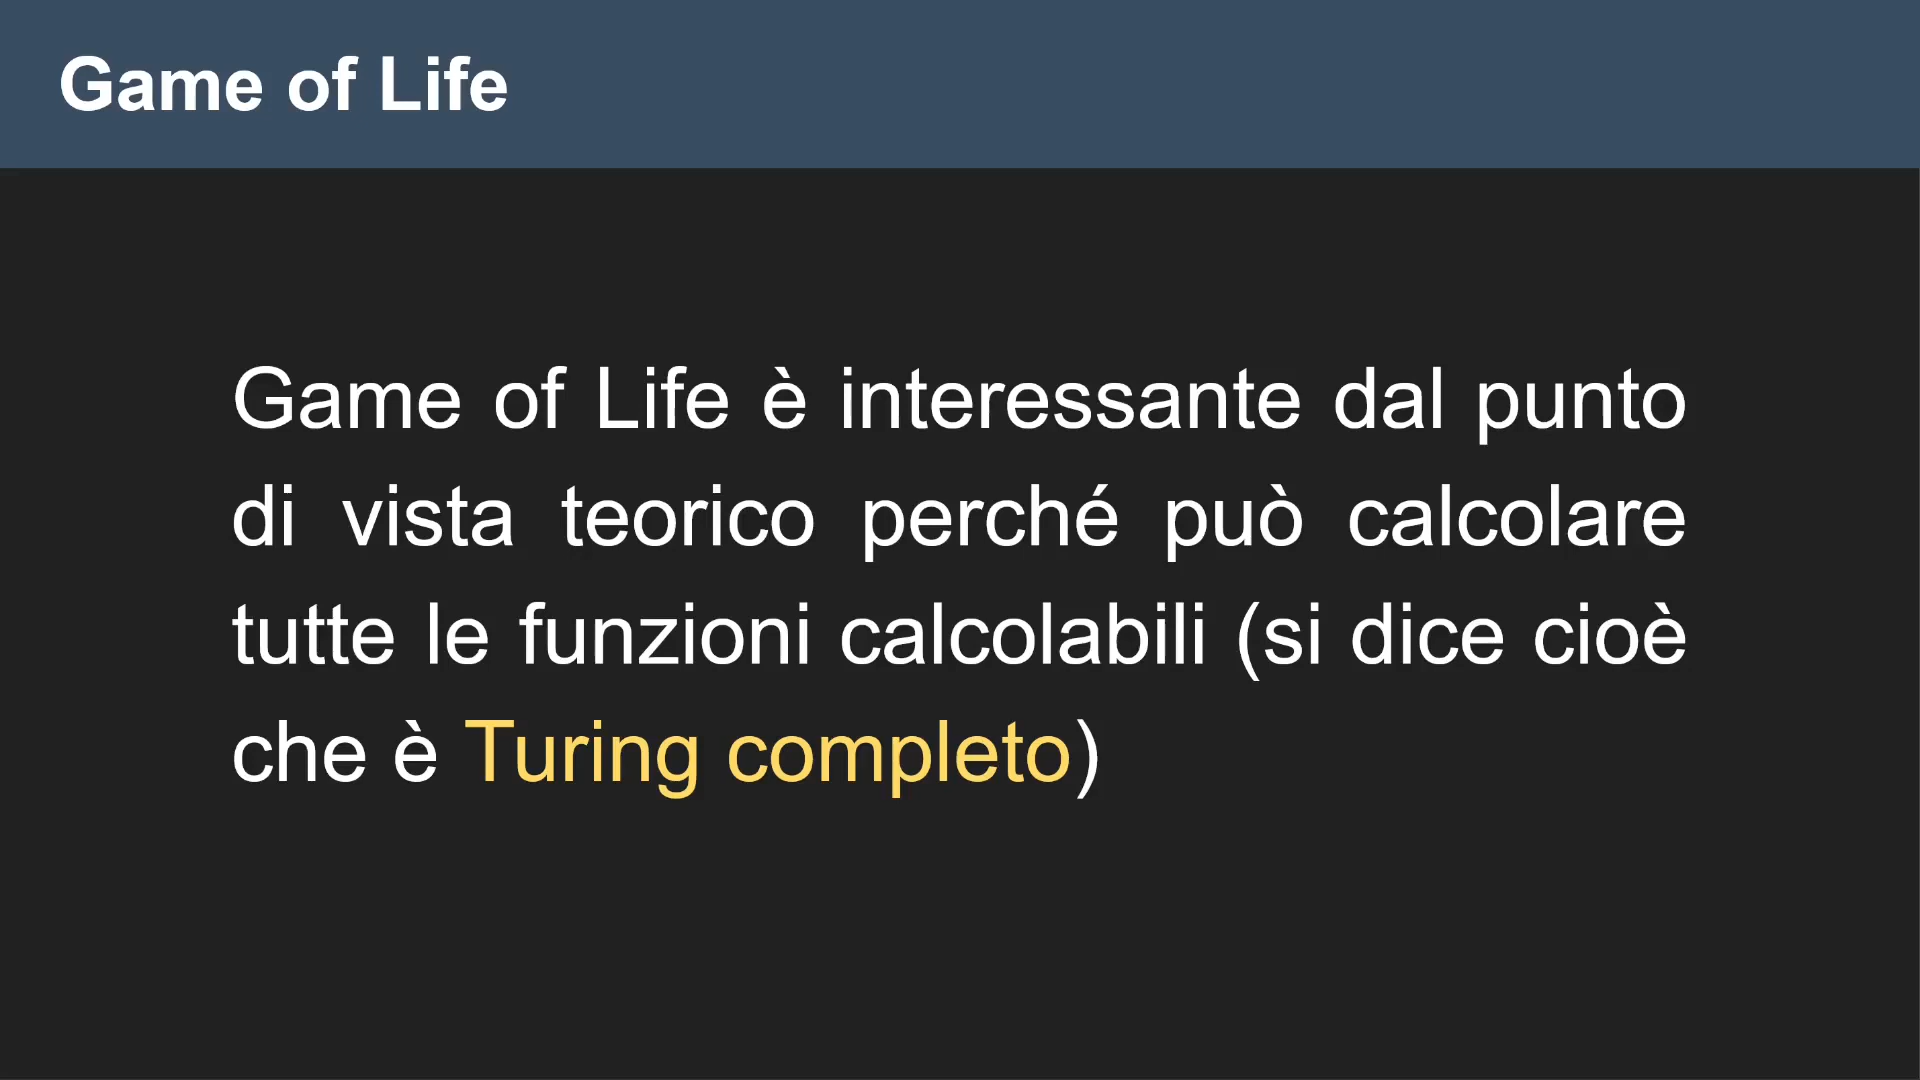 Game of Life
Game of Life è interessante dal punto
di vista teorico perché può calcolare
tutte le funzioni calcolabili (si dice cioè
che è Turing completo)